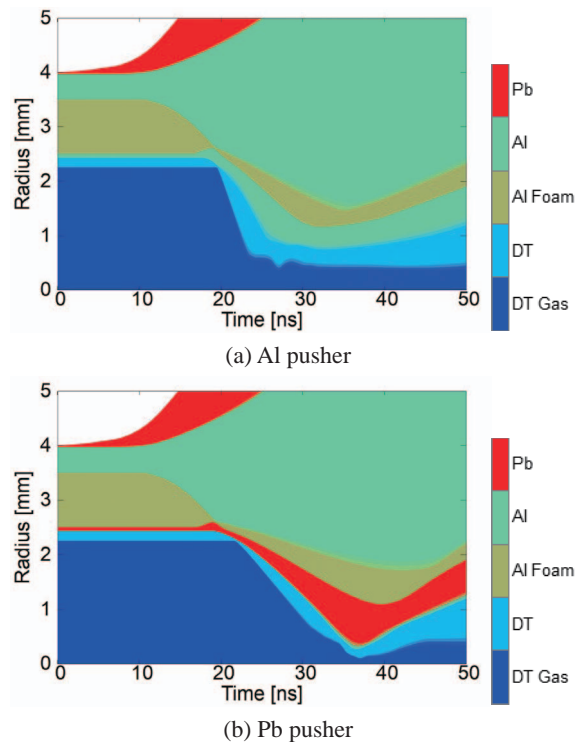 5
4
3
2
1
0
Radius [mm]
0 10 20 30 40 50
Time [ns]
Pb
Al
Al Foam
DT
DT Gas
(a) Al pusher
5
4
3
2
1
0
Radius [mm]
0 10 20 30 40 50
Time [ns]
Pb
Al
Al Foam
DT
DT Gas
(b) Pb pusher